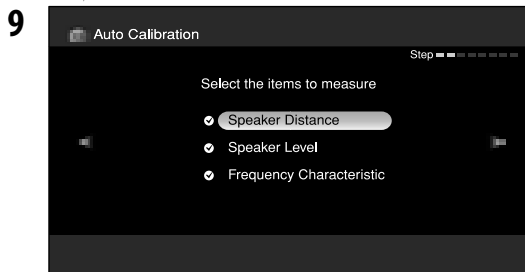 9
Auto Calibration
Step
Select the items to measure
Speaker Distance
Speaker Level
Frequency Characteristic